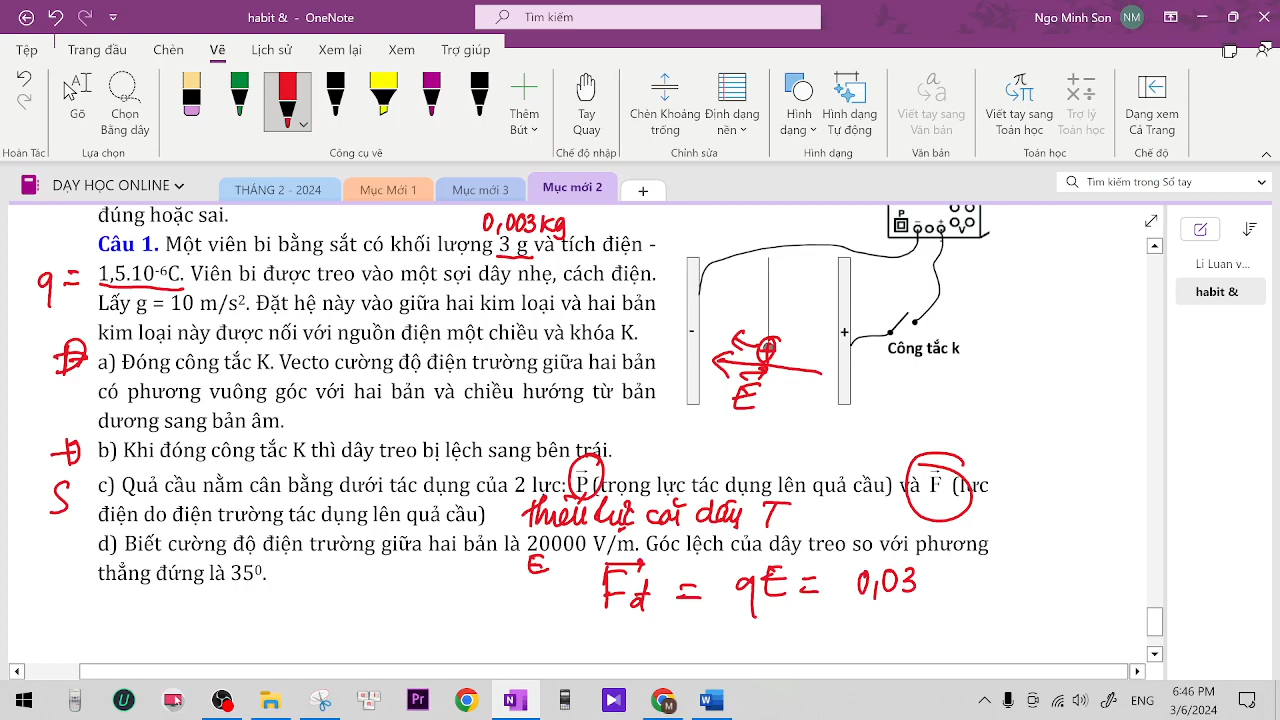 habit & - OneNote
Tìm kiếm
Ngo Minh Son
NM
Tệp
Trang đầu
Chèn
Vẽ
Lịch sử
Xem lại
Xem
Trợ giúp
Gõ
Chọn Bằng dây
Thêm Bút
Tay Quay
Chèn Khoảng trống
Định dạng nền
Hình dạng
Hình dạng Tự động
Viết tay sang Văn bản
Viết tay sang Toán học
Trợ lý Toán học
Dạng xem Cả Trang
Hoàn Tác
Lựa chọn
Công cụ vẽ
Chế độ nhập
Chỉnh sửa
Hình dạng
Văn bản
Toán học
Chế độ
DẠY HỌC ONLINE
THÁNG 2 - 2024
Mục Mới 1
Mục mới 3
Mục mới 2
+
Tìm kiếm trong Sổ tay
Li Luan v...
habit &
đúng hoặc sai.
0,003kg
Câu 1. Một viên bi bằng sắt có khối lượng 3 g và tích điện -
q = 1,5.10-6C. Viên bi được treo vào một sợi dây nhẹ, cách điện.
Lấy g = 10 m/s2. Đặt hệ này vào giữa hai kim loại và hai bản
kim loại này được nối với nguồn điện một chiều và khóa K.
Đ a) Đóng công tắc K. Vecto cường độ điện trường giữa hai bản
có phương vuông góc với hai bản và chiều hướng từ bản
dương sang bản âm.
Đ b) Khi đóng công tắc K thì dây treo bị lệch sang bên trái.
S c) Quả cầu nằm cân bằng dưới tác dụng của 2 lực: P (trọng lực tác dụng lên quả cầu) và F (lực
điện do điện trường tác dụng lên quả cầu)
thiếu lực căng dây T
d) Biết cường độ điện trường giữa hai bản là 20000 V/m. Góc lệch của dây treo so với phương
thẳng đứng là 350.
E
Fđ = qE = 0,03
P
- +
V
-
+
E
Công tắc k
Pr
ENG
6:46 PM
3/6/2024